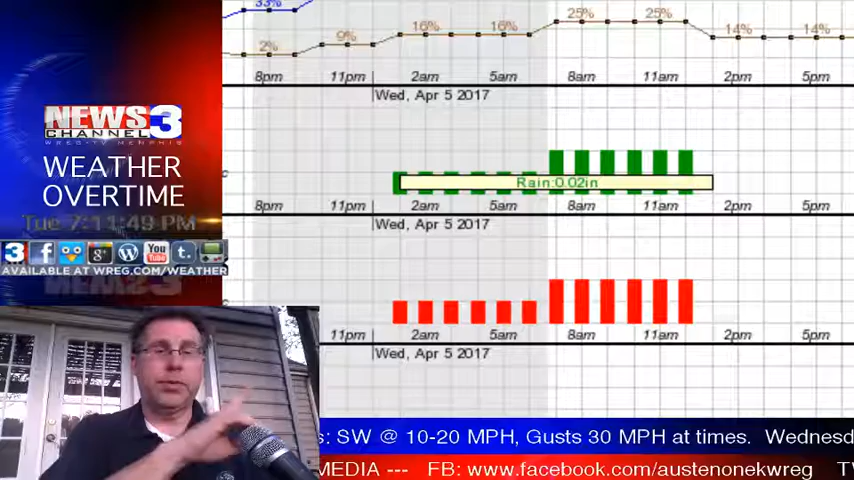 33%
2% 9% 16% 16% 25% 25% 14% 14%
8pm 11pm 2am 5am 8am 11am 2pm 5pm
Wed, Apr 5 2017
Rain:0.02in
8pm 11pm 2am 5am 8am 11am 2pm 5pm
Wed, Apr 5 2017
11pm 2am 5am 8am 11am 2pm 5pm
Wed, Apr 5 2017
NEWS 3
CHANNEL
WREG-TV MEMPHIS
WEATHER
OVERTIME
Tue 7:11:49 PM
3 f g+ W You Tube t.
AVAILABLE AT WREG.COM/WEATHER
s: SW @ 10-20 MPH, Gusts 30 MPH at times. Wednesd
MEDIA --- FB: www.facebook.com/austenonekwreg TW